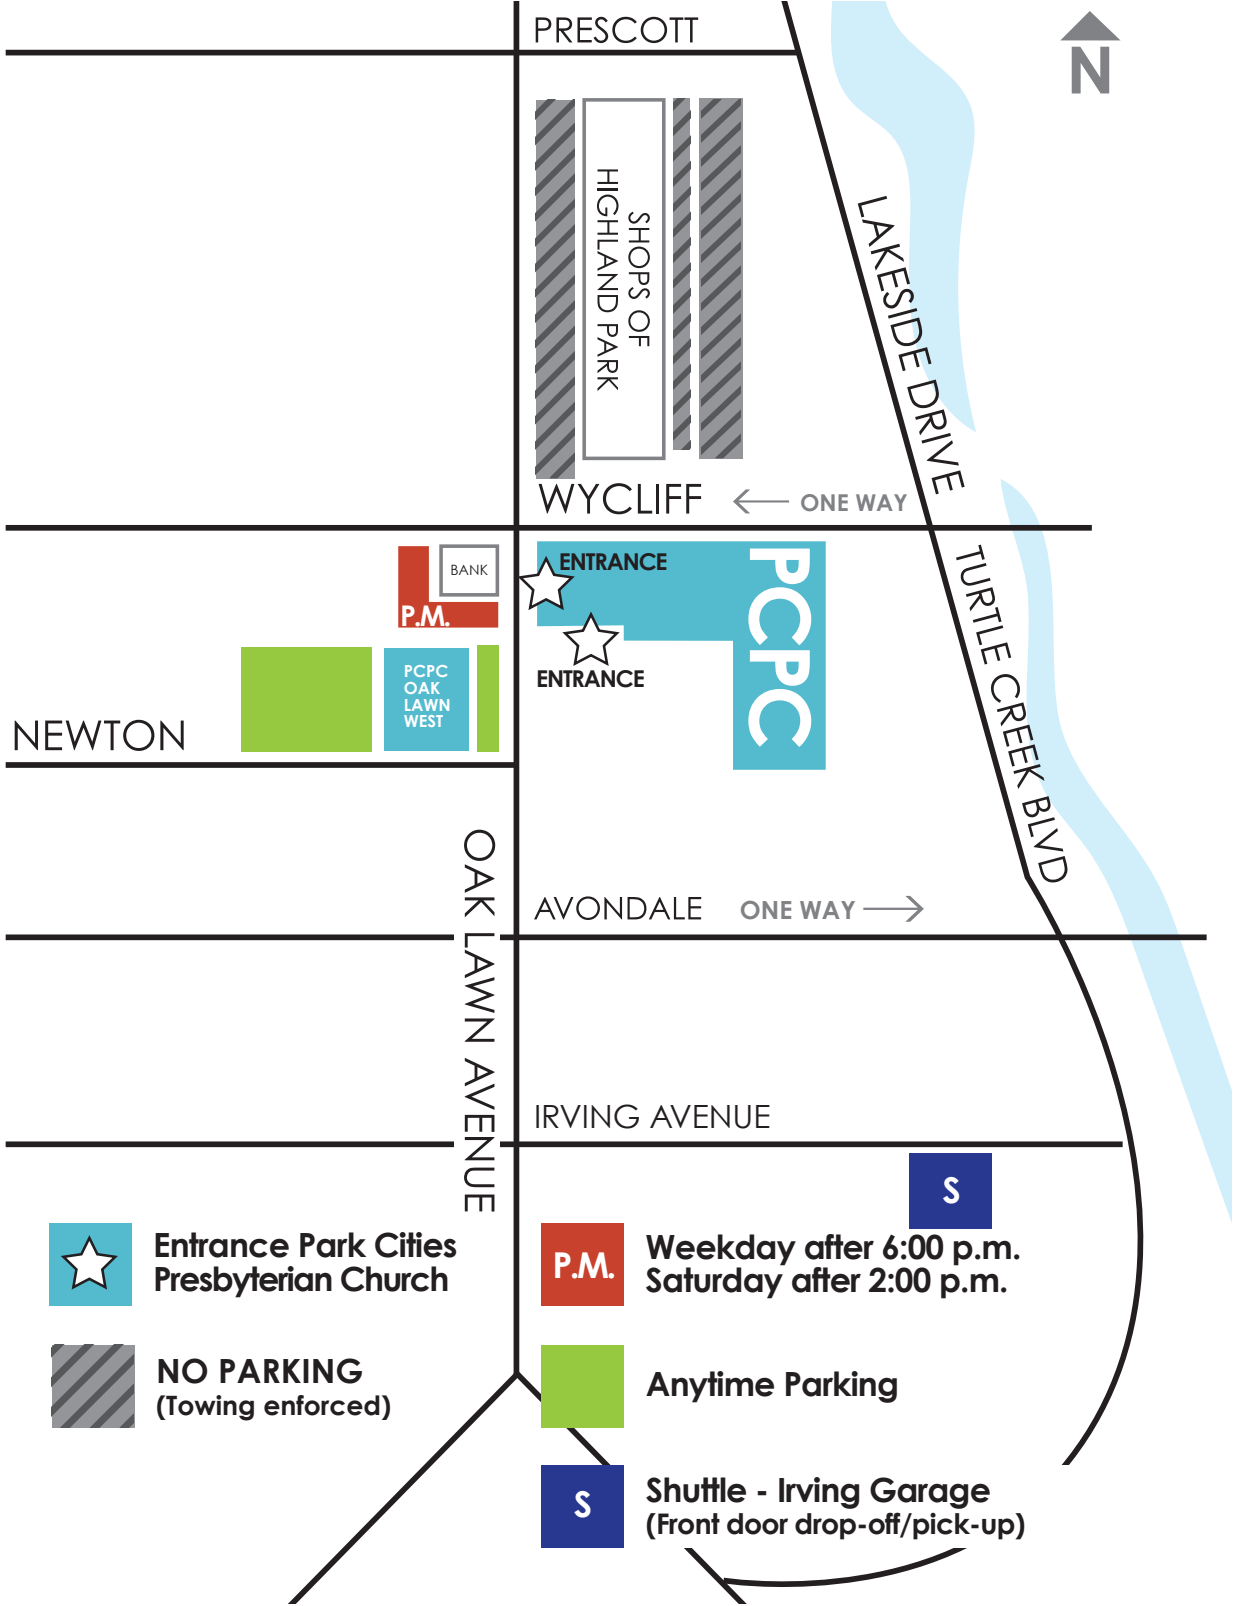 PRESCOTT
N
SHOPS OF
HIGHLAND PARK
LAKESIDE DRIVE
WYCLIFF
ONE WAY
BANK
P.M.
ENTRANCE
ENTRANCE
PCPC
TURTLE CREEK BLVD
PCPC
OAK
LAWN
WEST
NEWTON
OAK LAWN AVENUE
AVONDALE
ONE WAY
IRVING AVENUE
S
Entrance Park Cities
Presbyterian Church
P.M.
Weekday after 6:00 p.m.
Saturday after 2:00 p.m.
NO PARKING
(Towing enforced)
Anytime Parking
S
Shuttle - Irving Garage
(Front door drop-off/pick-up)